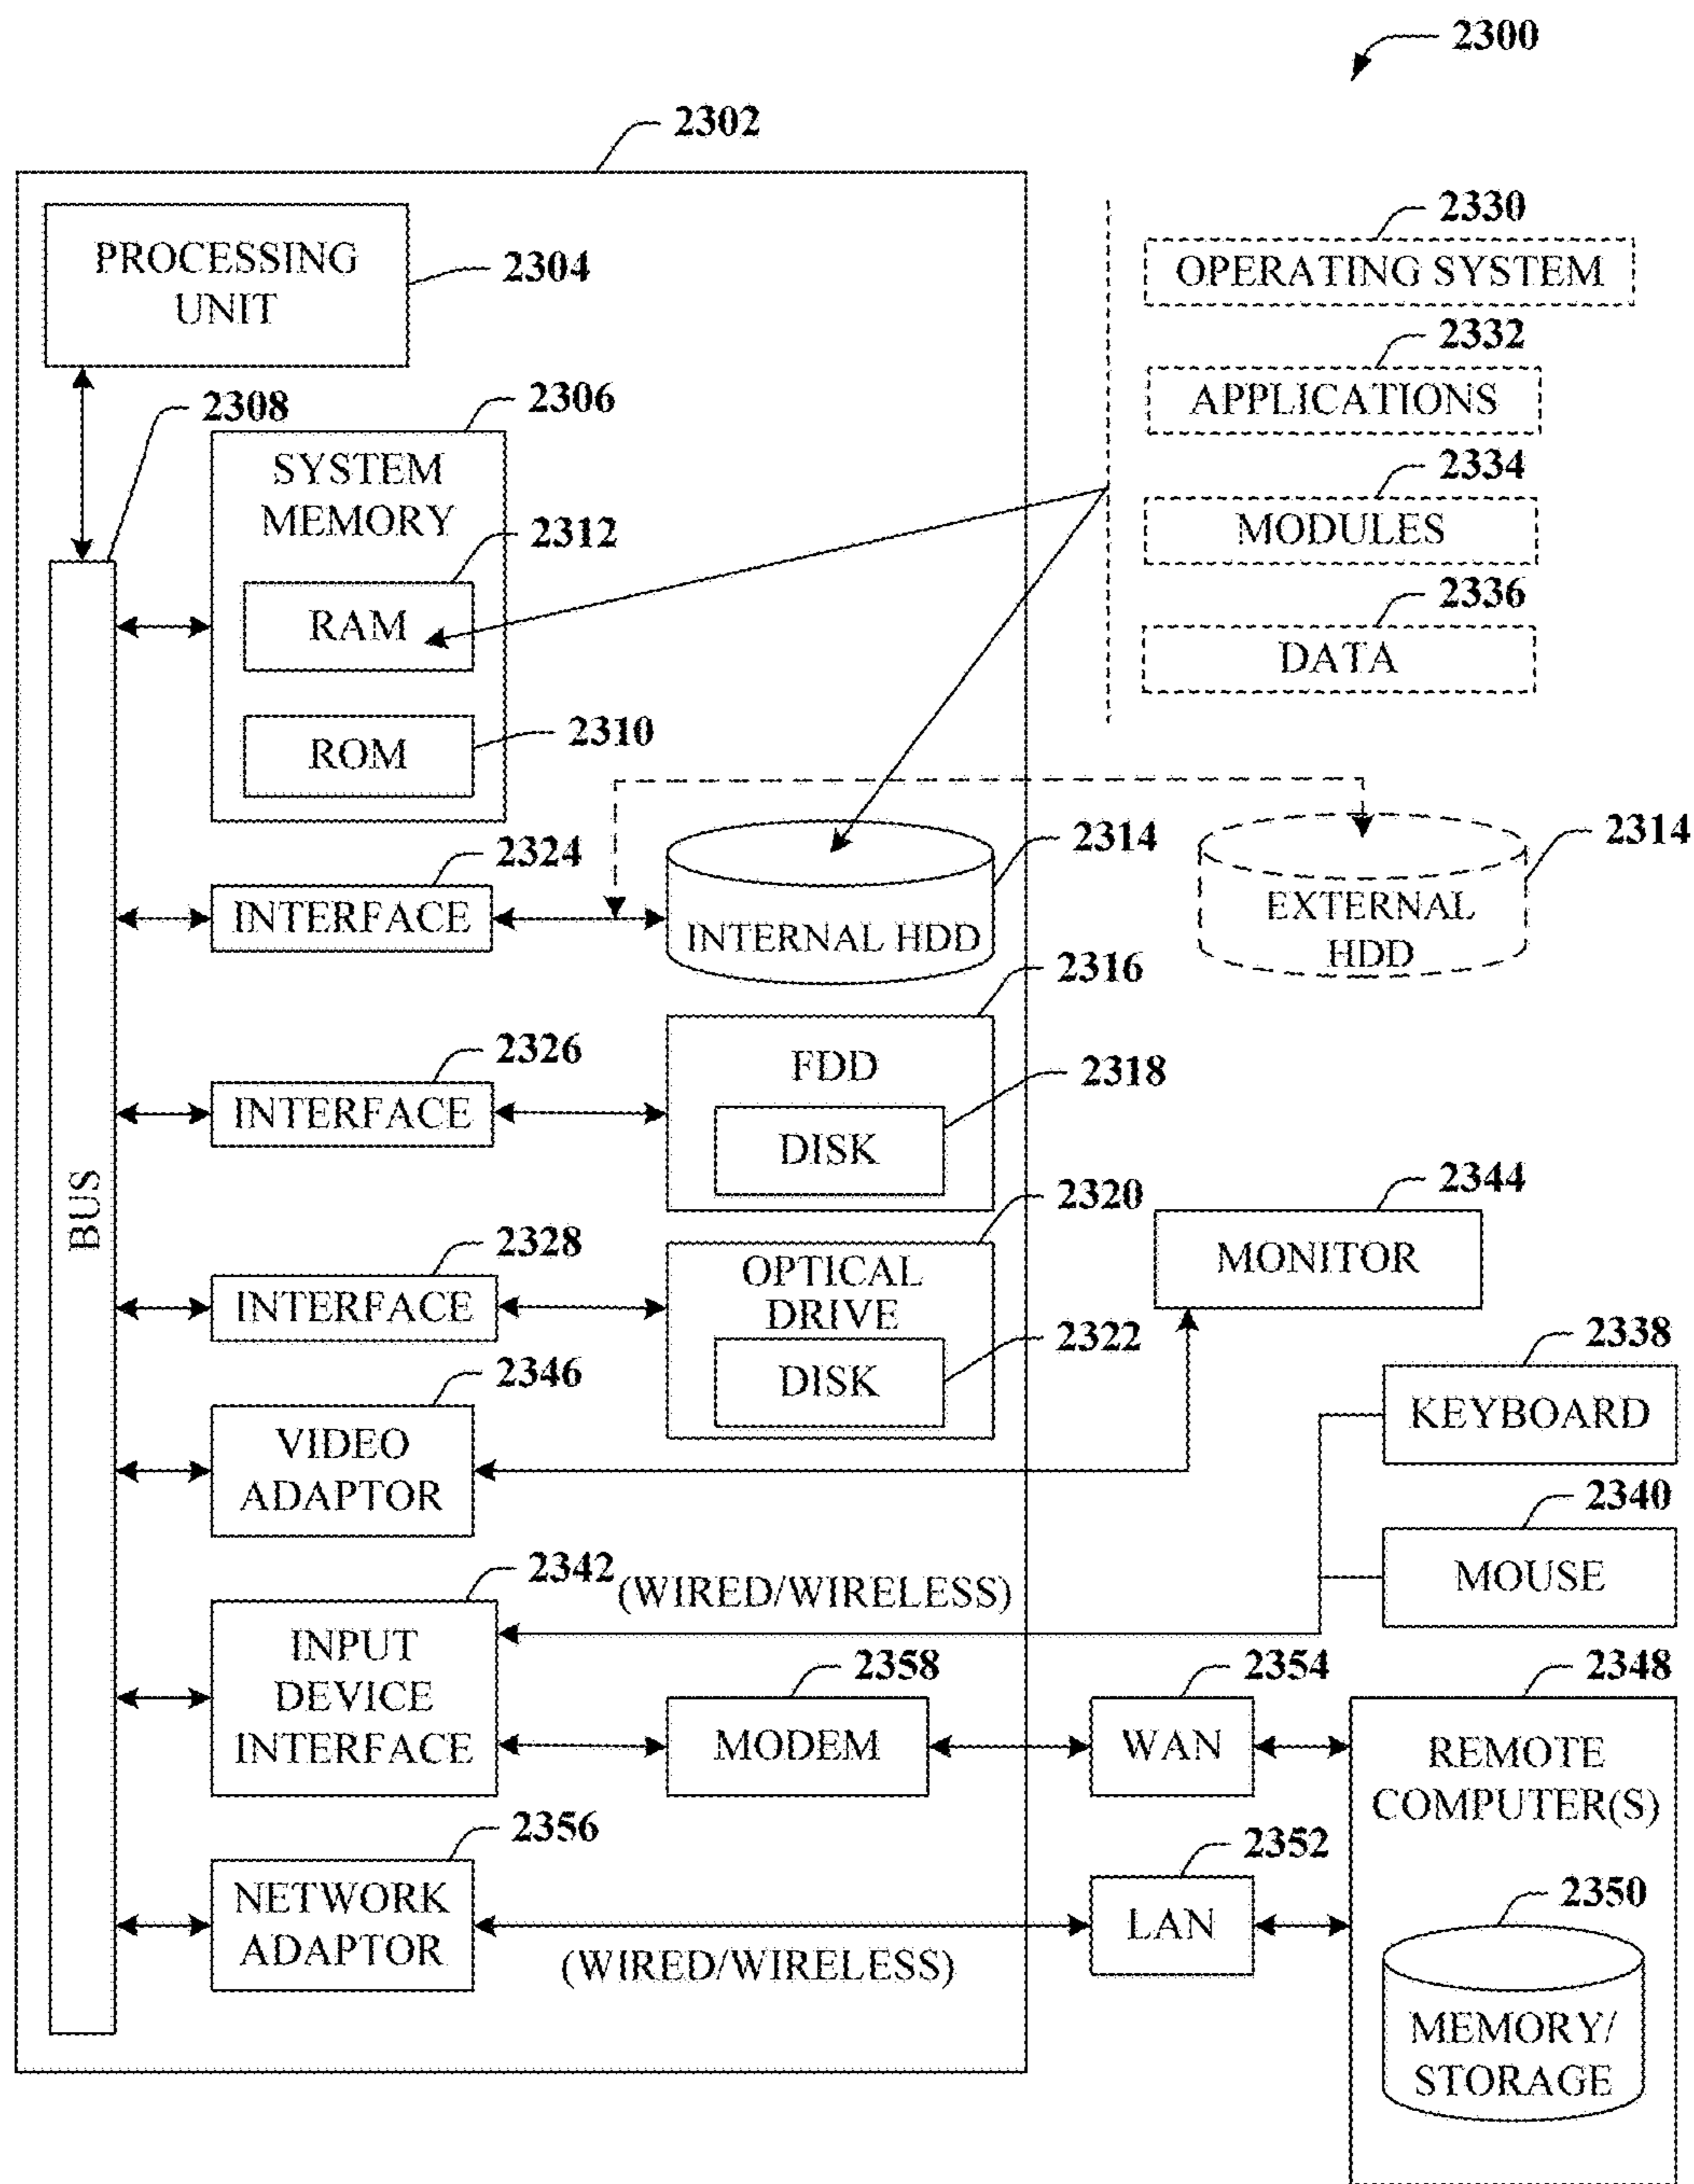 2300
2302
PROCESSING
UNIT
2304
2308
2306
SYSTEM
MEMORY
2312
RAM
2310
ROM
2330
OPERATING SYSTEM
2332
APPLICATIONS
2334
MODULES
2336
DATA
2324
INTERFACE
2314
INTERNAL HDD
2314
EXTERNAL
HDD
2316
FDD
2326
INTERFACE
2318
DISK
BUS
2320
OPTICAL
DRIVE
2328
INTERFACE
2322
DISK
2344
MONITOR
2346
VIDEO
ADAPTOR
2338
KEYBOARD
2340
MOUSE
2342
(WIRED/WIRELESS)
INPUT
DEVICE
INTERFACE
2358
MODEM
2354
WAN
2348
REMOTE
COMPUTER(S)
2356
NETWORK
ADAPTOR
(WIRED/WIRELESS)
2352
LAN
2350
MEMORY/
STORAGE